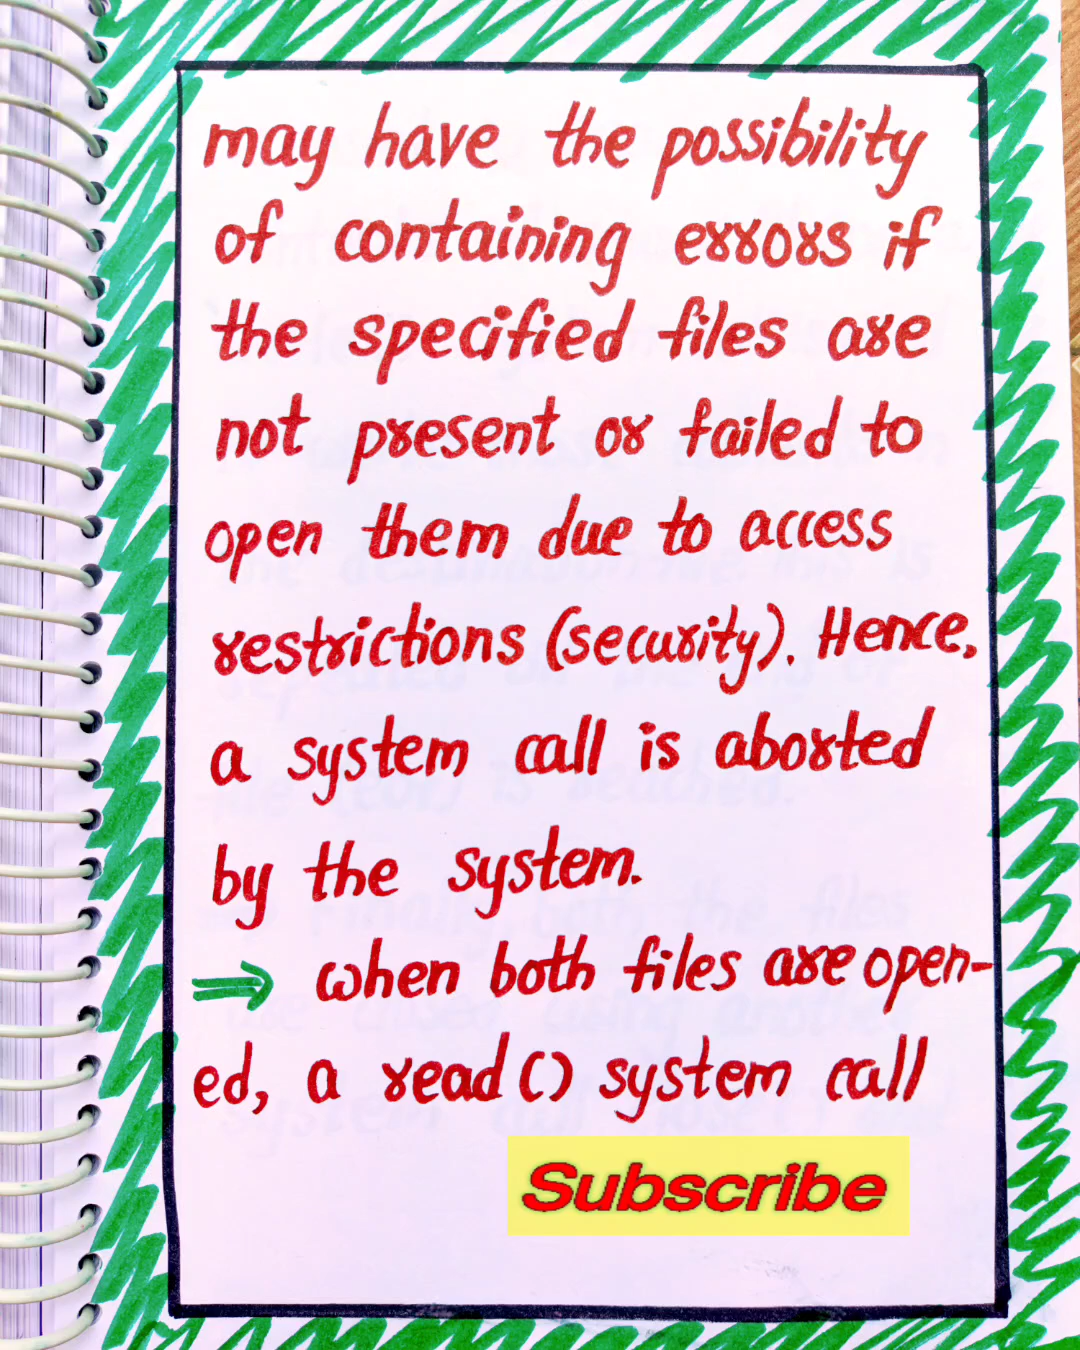 may have the possibility
of containing errors if
the specified files are
not present or failed to
open them due to access
restrictions (security). Hence,
a system call is aborted
by the system.
⇒ when both files are open-
ed, a read() system call
Subscribe